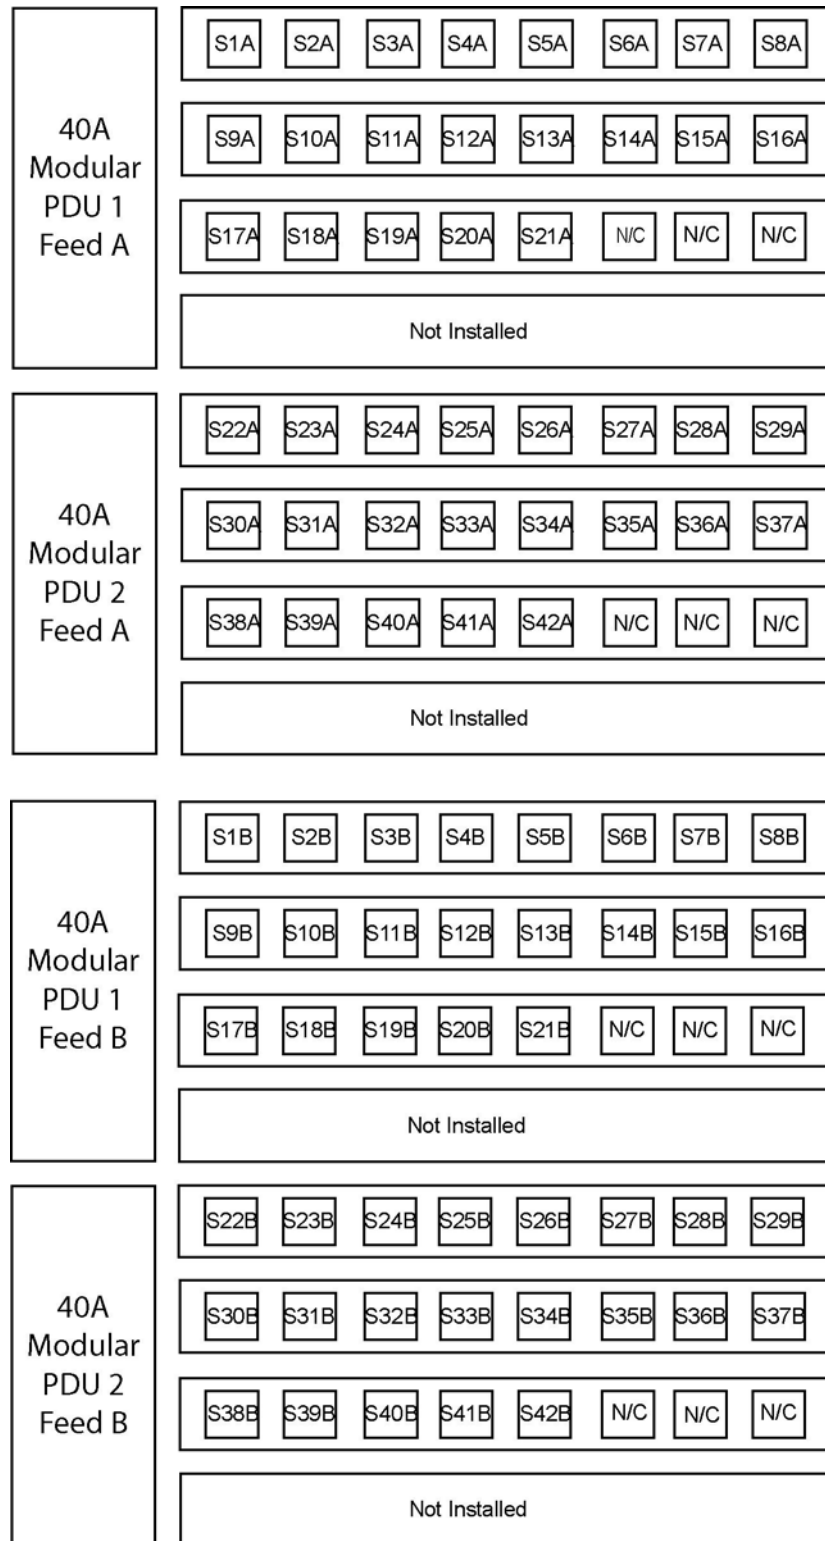 40A
Modular
PDU 1
Feed A
S1A S2A S3A S4A S5A S6A S7A S8A
S9A S10A S11A S12A S13A S14A S15A S16A
S17A S18A S19A S20A S21A N/C N/C N/C
Not Installed
40A
Modular
PDU 2
Feed A
S22A S23A S24A S25A S26A S27A S28A S29A
S30A S31A S32A S33A S34A S35A S36A S37A
S38A S39A S40A S41A S42A N/C N/C N/C
Not Installed
40A
Modular
PDU 1
Feed B
S1B S2B S3B S4B S5B S6B S7B S8B
S9B S10B S11B S12B S13B S14B S15B S16B
S17B S18B S19B S20B S21B N/C N/C N/C
Not Installed
40A
Modular
PDU 2
Feed B
S22B S23B S24B S25B S26B S27B S28B S29B
S30B S31B S32B S33B S34B S35B S36B S37B
S38B S39B S40B S41B S42B N/C N/C N/C
Not Installed